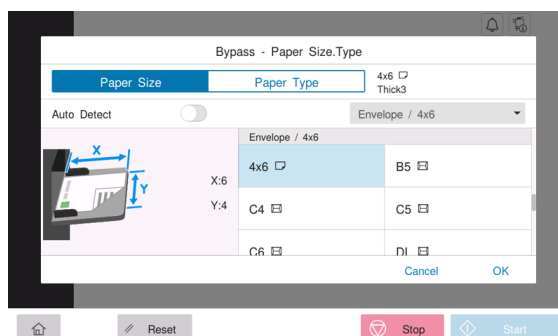 Bypass - Paper Size.Type
Paper Size
Paper Type
4x6
Thick3
Auto Detect
Envelope / 4x6
Envelope / 4x6
X
Y
X:6
Y:4
4x6
B5
C4
C5
C6
DL
Cancel
OK
Reset
Stop
Start